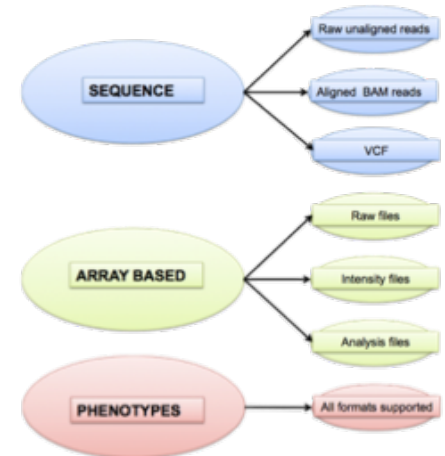 Raw unaligned reads
SEQUENCE
Aligned BAM reads
VCF
Raw files
ARRAY BASED
Intensity files
Analysis files
PHENOTYPES
All formats supported